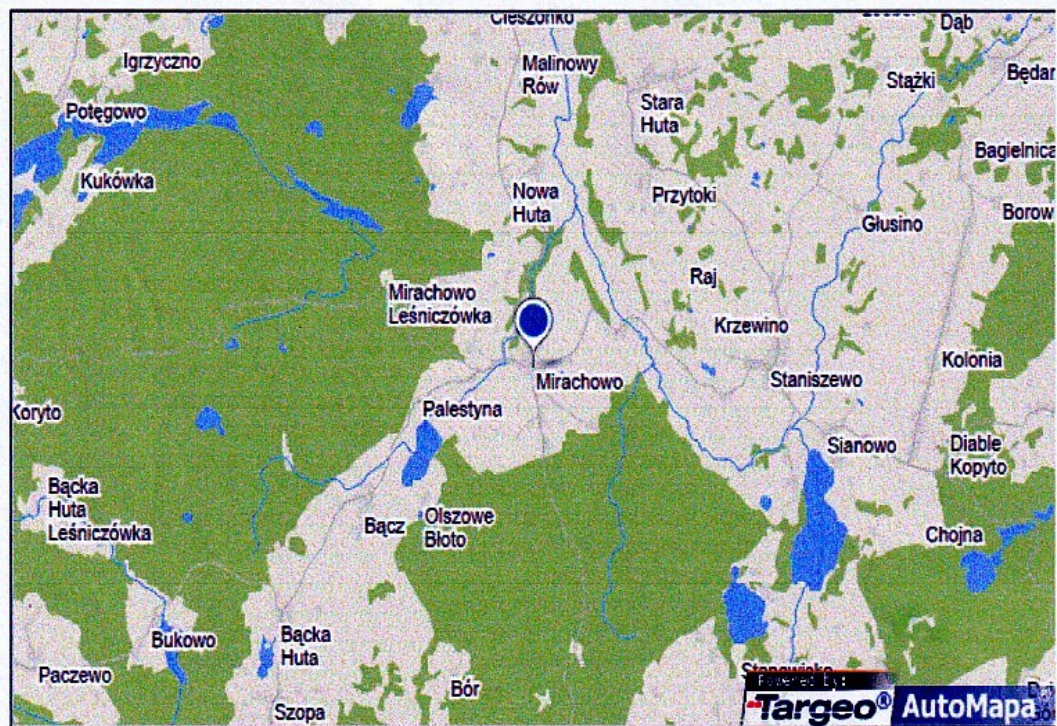 Cieszonko
Dąb
Igrzyczno
Malinowy
Rów
Stążki
Potęgowo
Stara
Huta
Bagielnica
Kukówka
Nowa
Huta
Przytoki
Głusino
Raj
Mirachowo
Leśniczówka
Krzewino
Kolonia
Mirachowo
Staniszewo
Koryto
Palestyna
Sianowo
Diable
Kopyto
Bącka
Huta
Leśniczówka
Bącz
Olszowe
Błoto
Chojna
Bukowo
Bącka
Huta
Paczewo
Bór
Szopa
Powered by:
Targeo® AutoMapa